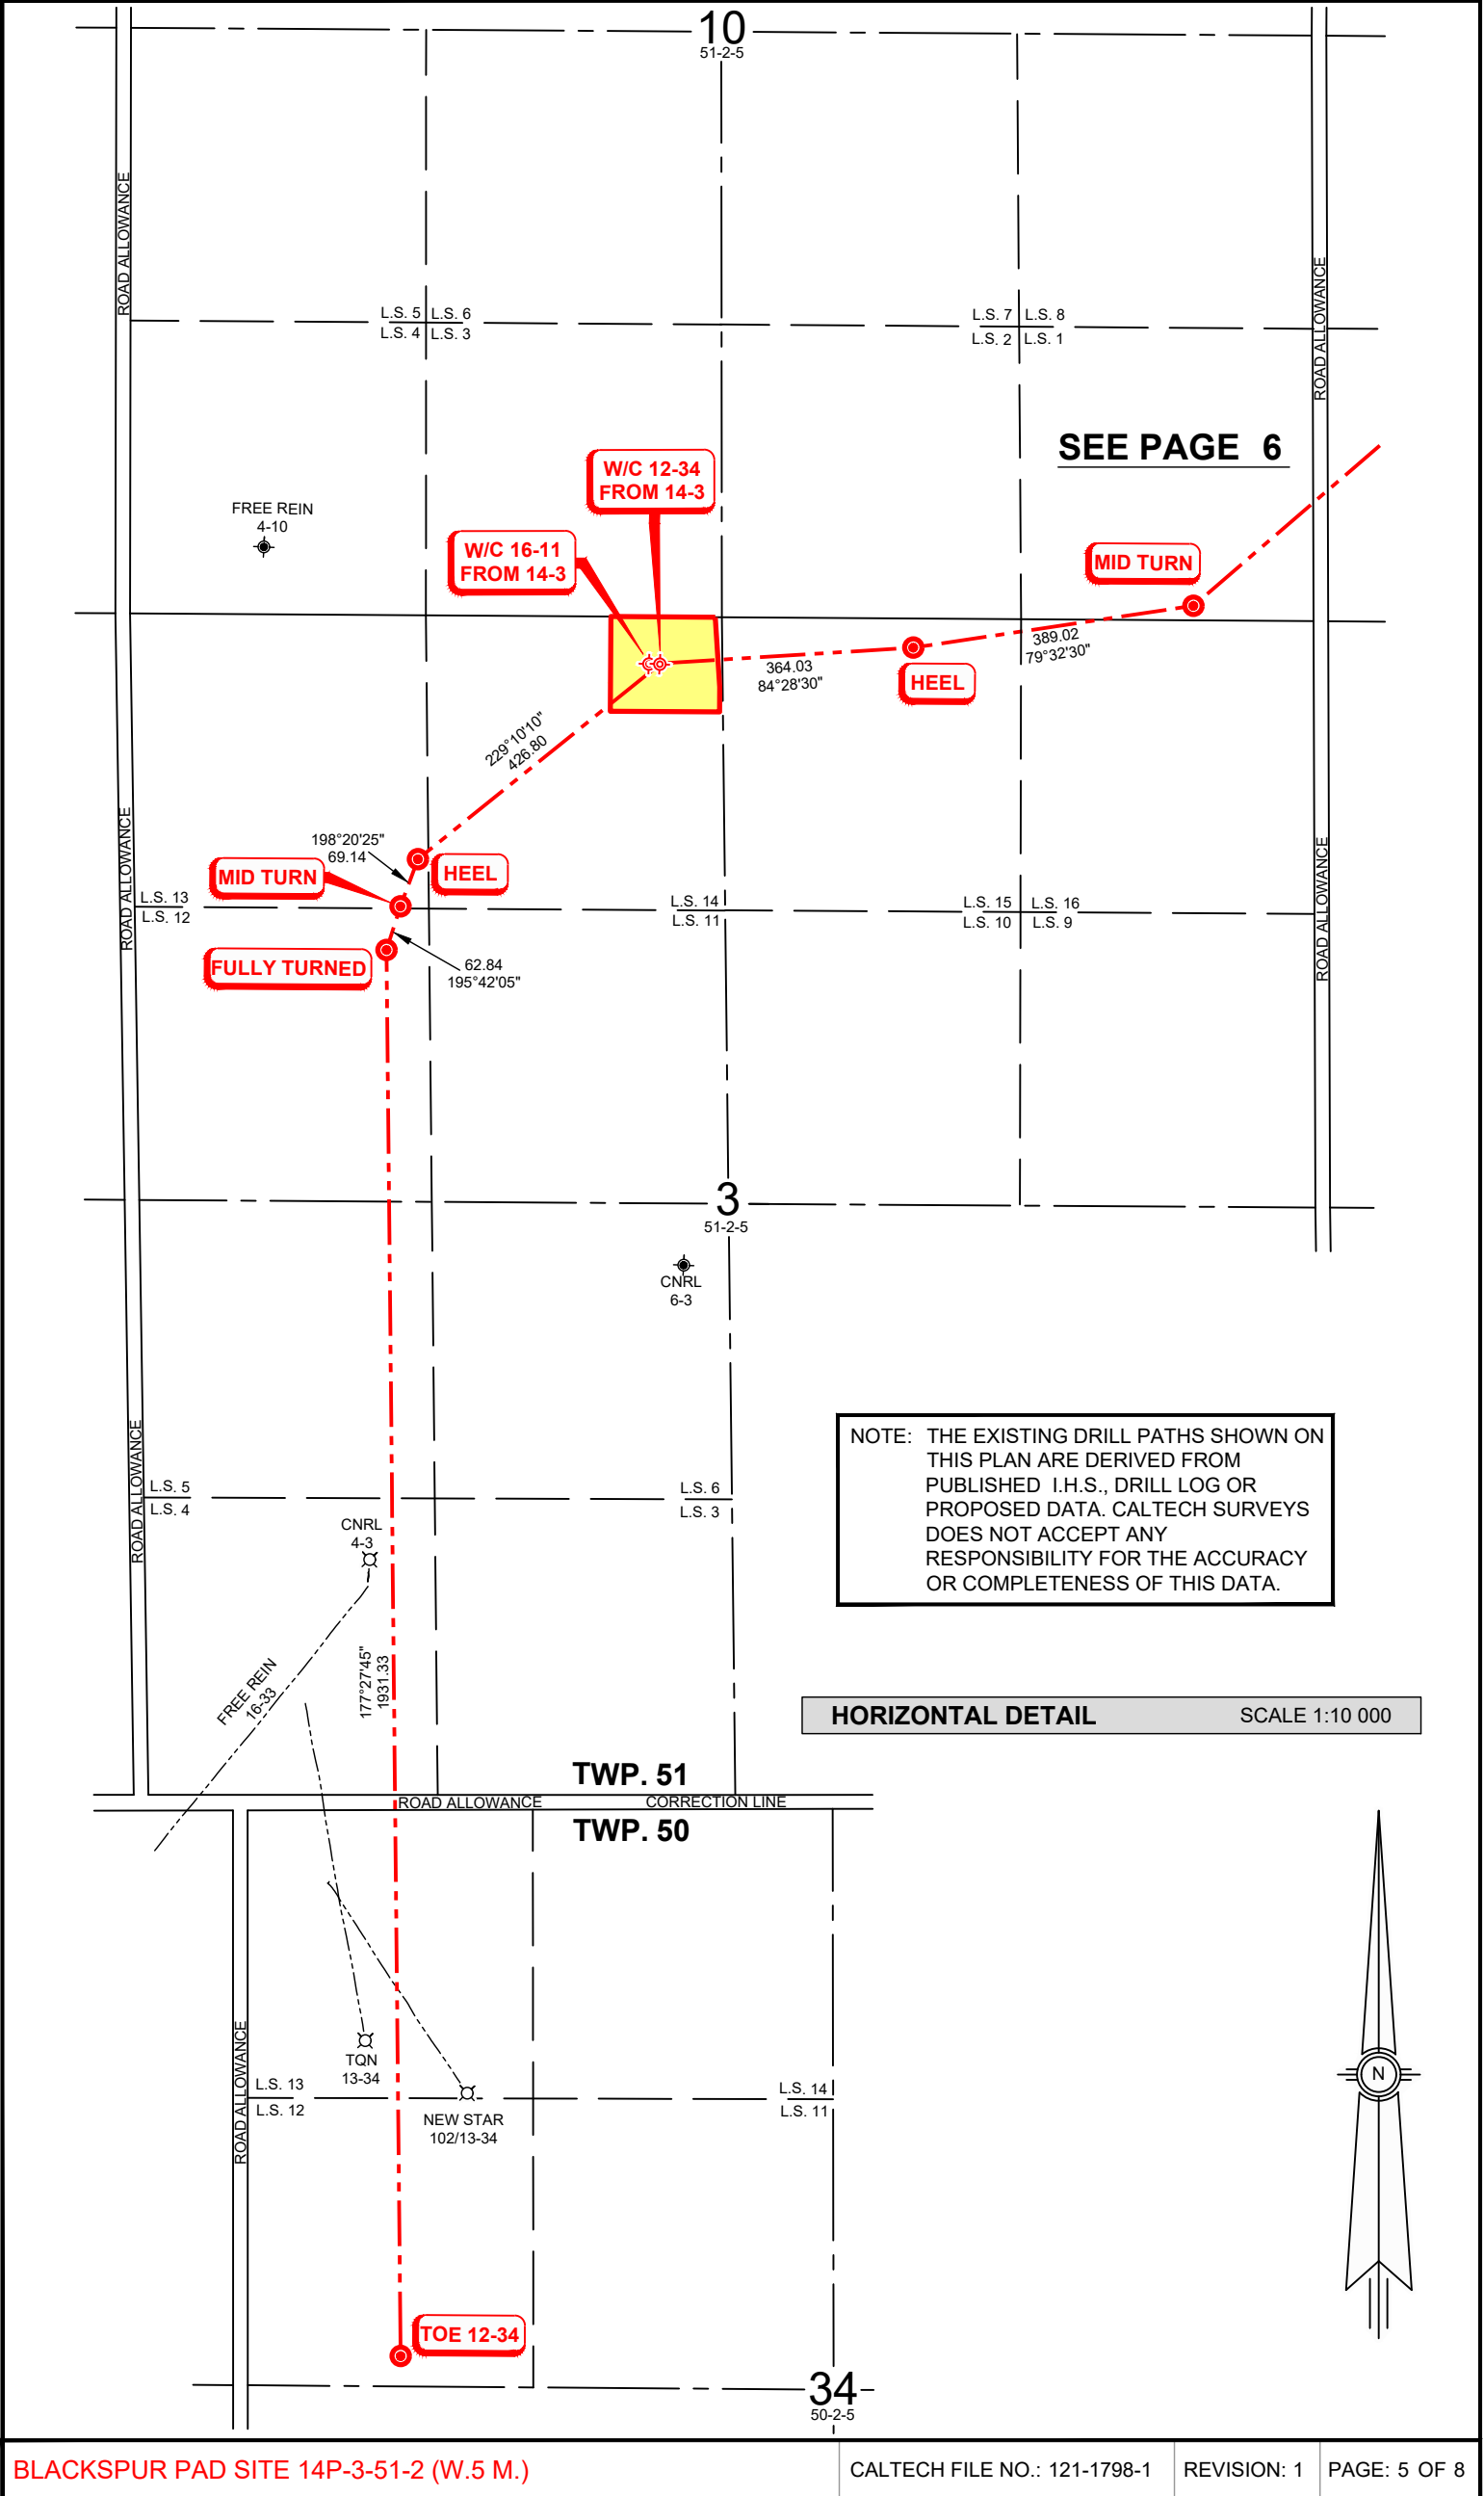 10
51-2-5
ROAD ALLOWANCE
ROAD ALLOWANCE
L.S. 5 L.S. 6
L.S. 4 L.S. 3
L.S. 7 L.S. 8
L.S. 2 L.S. 1
SEE PAGE 6
W/C 12-34
FROM 14-3
FREE REIN
4-10
W/C 16-11
FROM 14-3
MID TURN
389.02
79°32'30"
364.03
84°28'30"
HEEL
229°10'10"
426.80
198°20'25"
69.14
HEEL
MID TURN
ROAD ALLOWANCE
ROAD ALLOWANCE
L.S. 13
L.S. 12
L.S. 14
L.S. 11
L.S. 15 L.S. 16
L.S. 10 L.S. 9
FULLY TURNED
62.84
195°42'05"
3
51-2-5
CNRL
6-3
ROAD ALLOWANCE
L.S. 5
L.S. 4
L.S. 6
L.S. 3
NOTE: THE EXISTING DRILL PATHS SHOWN ON
THIS PLAN ARE DERIVED FROM
PUBLISHED I.H.S., DRILL LOG OR
PROPOSED DATA. CALTECH SURVEYS
DOES NOT ACCEPT ANY
RESPONSIBILITY FOR THE ACCURACY
OR COMPLETENESS OF THIS DATA.
CNRL
4-3
FREE REIN
16-33
177°27'45"
1931.33
HORIZONTAL DETAIL SCALE 1:10 000
TWP. 51
ROAD ALLOWANCE CORRECTION LINE
TWP. 50
ROAD ALLOWANCE
TQN
13-34
L.S. 13
L.S. 12
NEW STAR
102/13-34
L.S. 14
L.S. 11
N
TOE 12-34
34
50-2-5
BLACKSPUR PAD SITE 14P-3-51-2 (W.5 M.)
CALTECH FILE NO.: 121-1798-1
REVISION: 1
PAGE: 5 OF 8